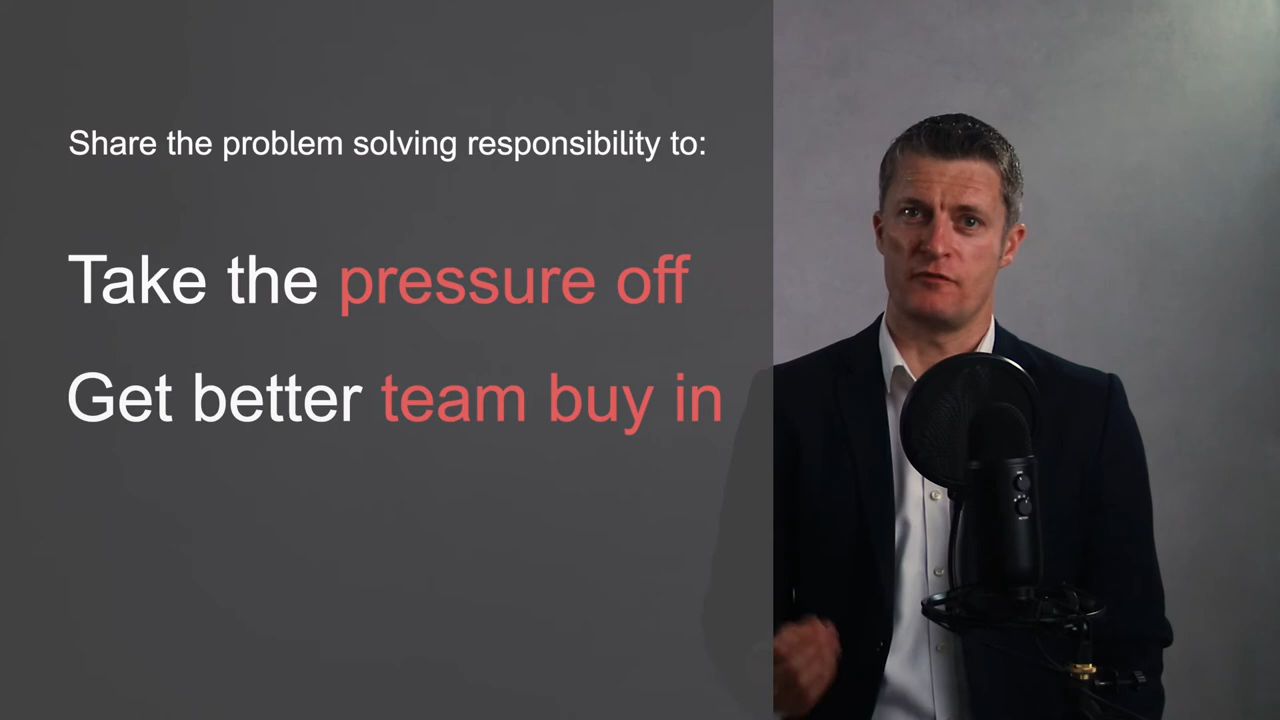 Share the problem solving responsibility to:
Take the pressure off
Get better team buy in